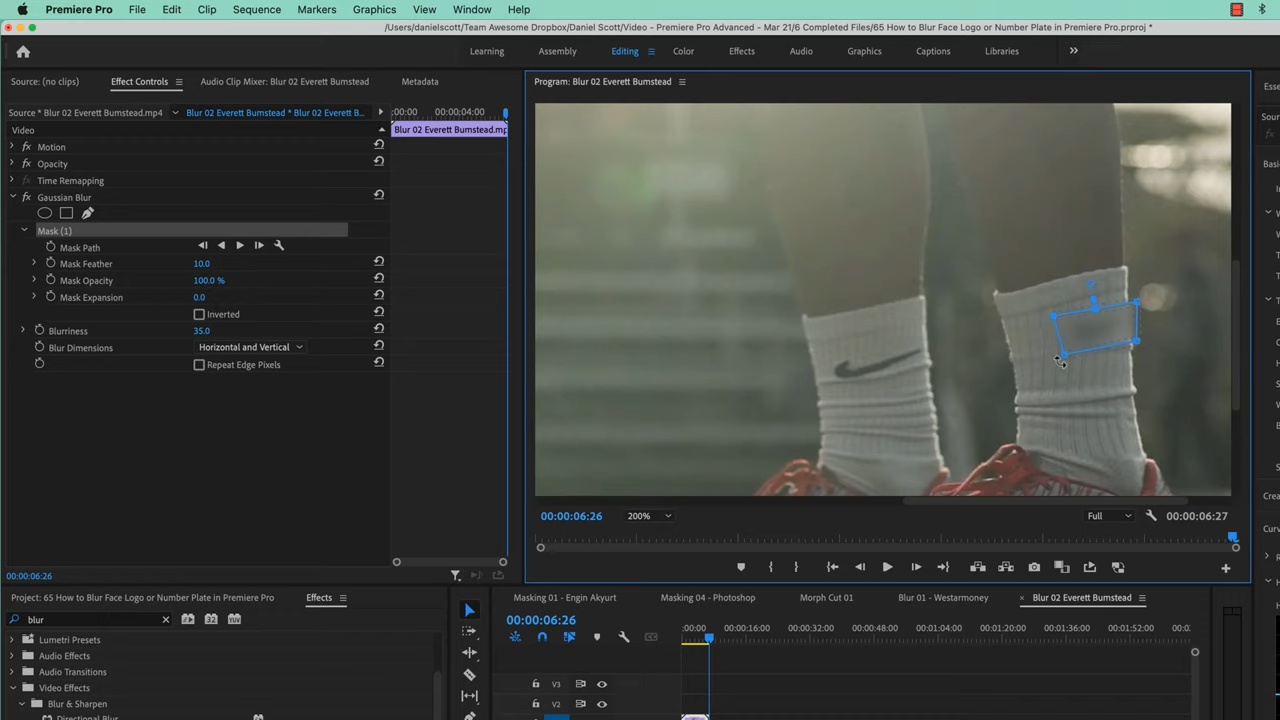 Premiere Pro File Edit Clip Sequence Markers Graphics View Window Help
/Users/danielscott/Team Awesome Dropbox/Daniel Scott/Video - Premiere Pro Advanced - Mar 21/6 Completed Files/65 How to Blur Face Logo or Number Plate in Premiere Pro.prproj *
Learning Assembly Editing Color Effects Audio Graphics Captions Libraries
Source: (no clips) Effect Controls Audio Clip Mixer: Blur 02 Everett Bumstead Metadata Program: Blur 02 Everett Bumstead
Source * Blur 02 Everett Bumstead.mp4 Blur 02 Everett Bumstead * Blur 02 Everett B... :00:00 00:00:04:00
Video Blur 02 Everett Bumstead.mp
fx Motion
fx Opacity
fx Time Remapping
fx Gaussian Blur
Mask (1)
Mask Path
Mask Feather 10.0
Mask Opacity 100.0 %
Mask Expansion 0.0
Inverted
Blurriness 35.0
Blur Dimensions Horizontal and Vertical
Repeat Edge Pixels
00:00:06:26 200% Full 00:00:06:27
00:00:06:26
Project: 65 How to Blur Face Logo or Number Plate in Premiere Pro Effects Masking 01 - Engin Akyurt Masking 04 - Photoshop Morph Cut 01 Blur 01 - Westarmoney Blur 02 Everett Bumstead
blur 32 YUV 00:00:06:26
:00:00 00:00:16:00 00:00:32:00 00:00:48:00 00:01:04:00 00:01:20:00 00:01:36:00 00:01:52:00
Lumetri Presets
Audio Effects
Audio Transitions
Video Effects V3
Blur & Sharpen V2
Directional Blur